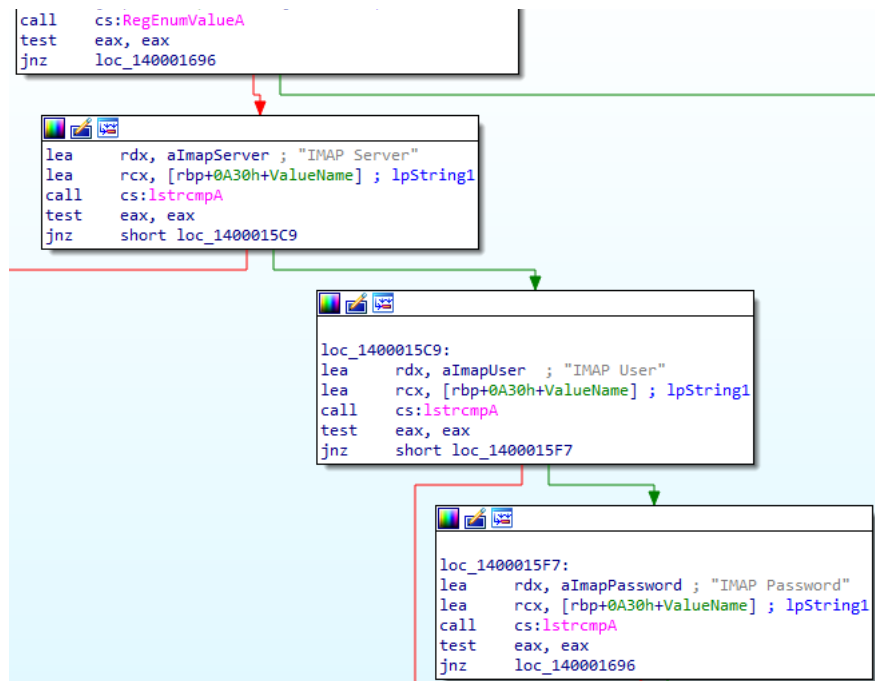 call cs:RegEnumValueA
test eax, eax
jnz loc_140001696
lea rdx, aImapServer ; "IMAP Server"
lea rcx, [rbp+0A30h+ValueName] ; lpString1
call cs:lstrcmpA
test eax, eax
jnz short loc_1400015C9
loc_1400015C9:
lea rdx, aImapUser ; "IMAP User"
lea rcx, [rbp+0A30h+ValueName] ; lpString1
call cs:lstrcmpA
test eax, eax
jnz short loc_1400015F7
loc_1400015F7:
lea rdx, aImapPassword ; "IMAP Password"
lea rcx, [rbp+0A30h+ValueName] ; lpString1
call cs:lstrcmpA
test eax, eax
jnz loc_140001696